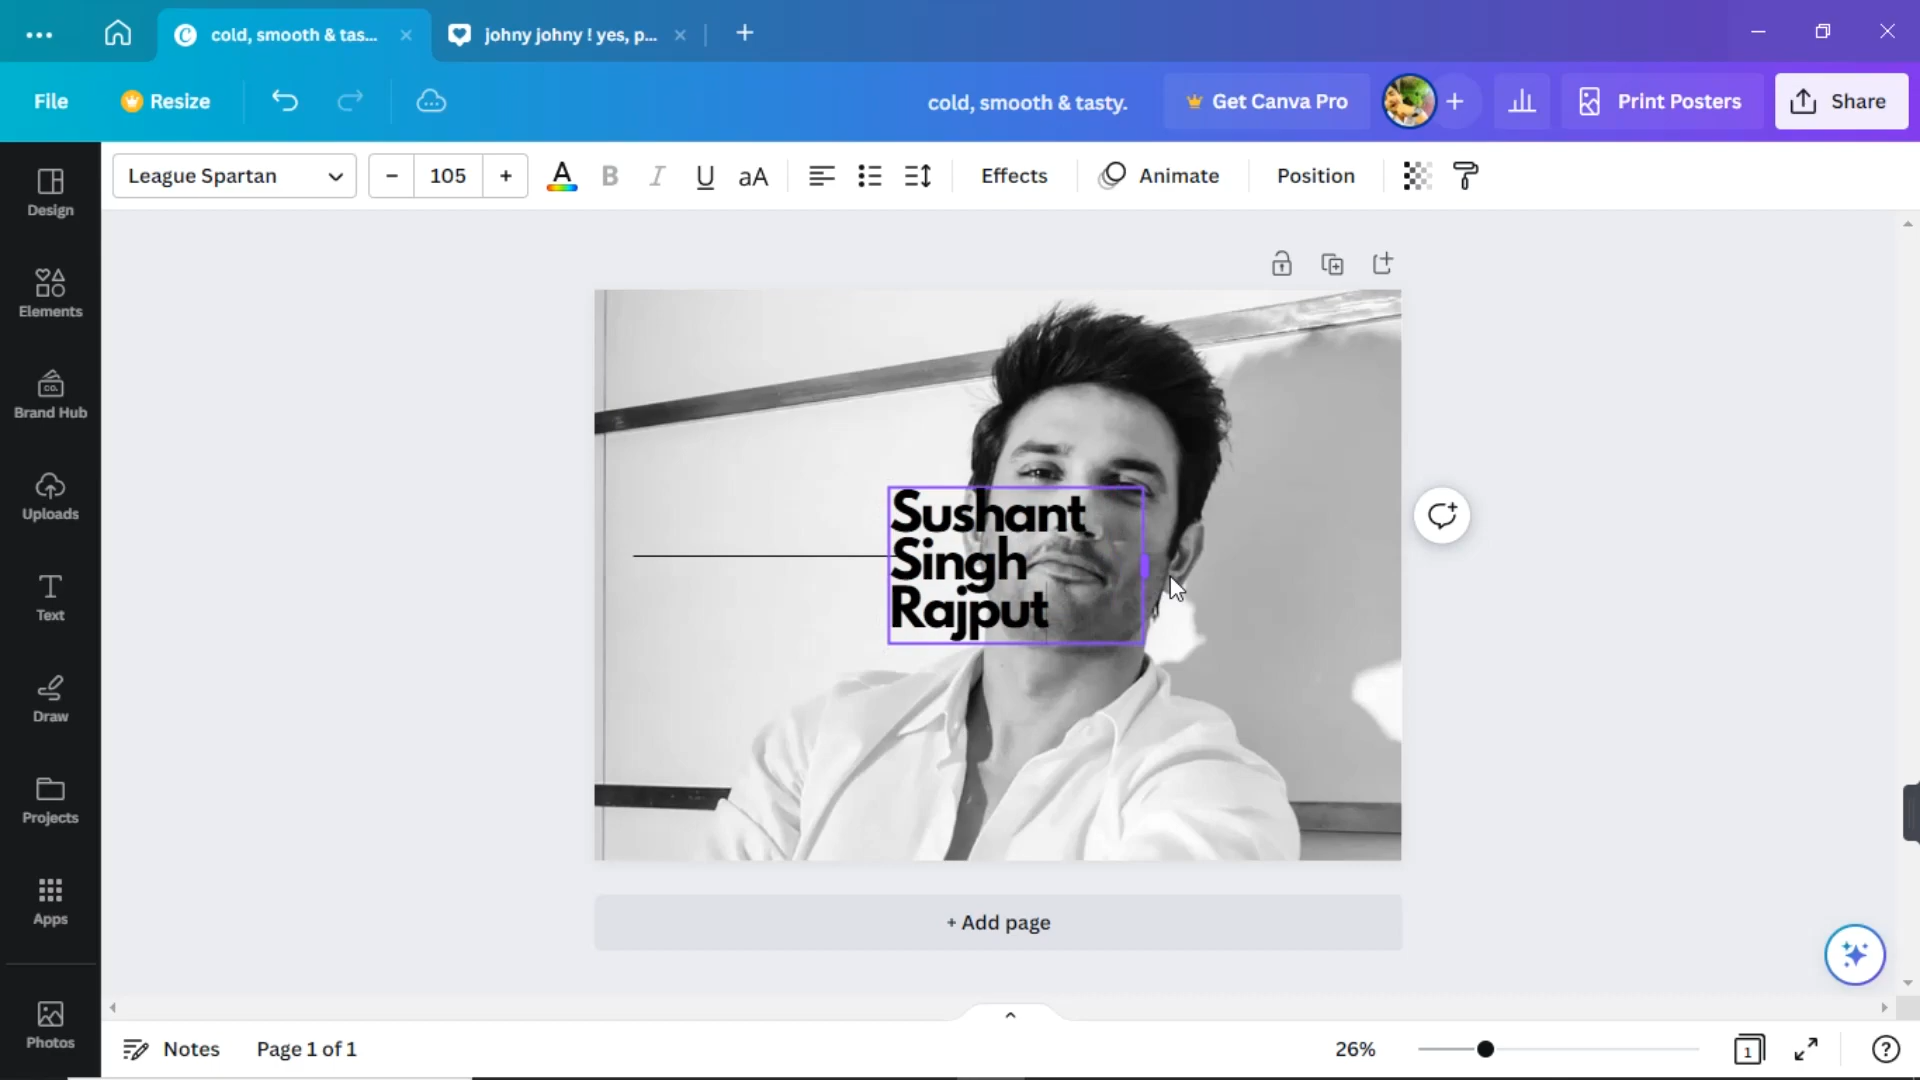 cold, smooth & tas...
johny johny ! yes, p...
File
Resize
cold, smooth & tasty.
Get Canva Pro
Print Posters
Share
League Spartan
105
A
B
I
U
aA
Effects
Animate
Position
Design
Elements
CO.
Brand Hub
Uploads
T
Text
Draw
Projects
Apps
Photos
Sushant
Singh
Rajput
+ Add page
Notes
Page 1 of 1
26%
1
?